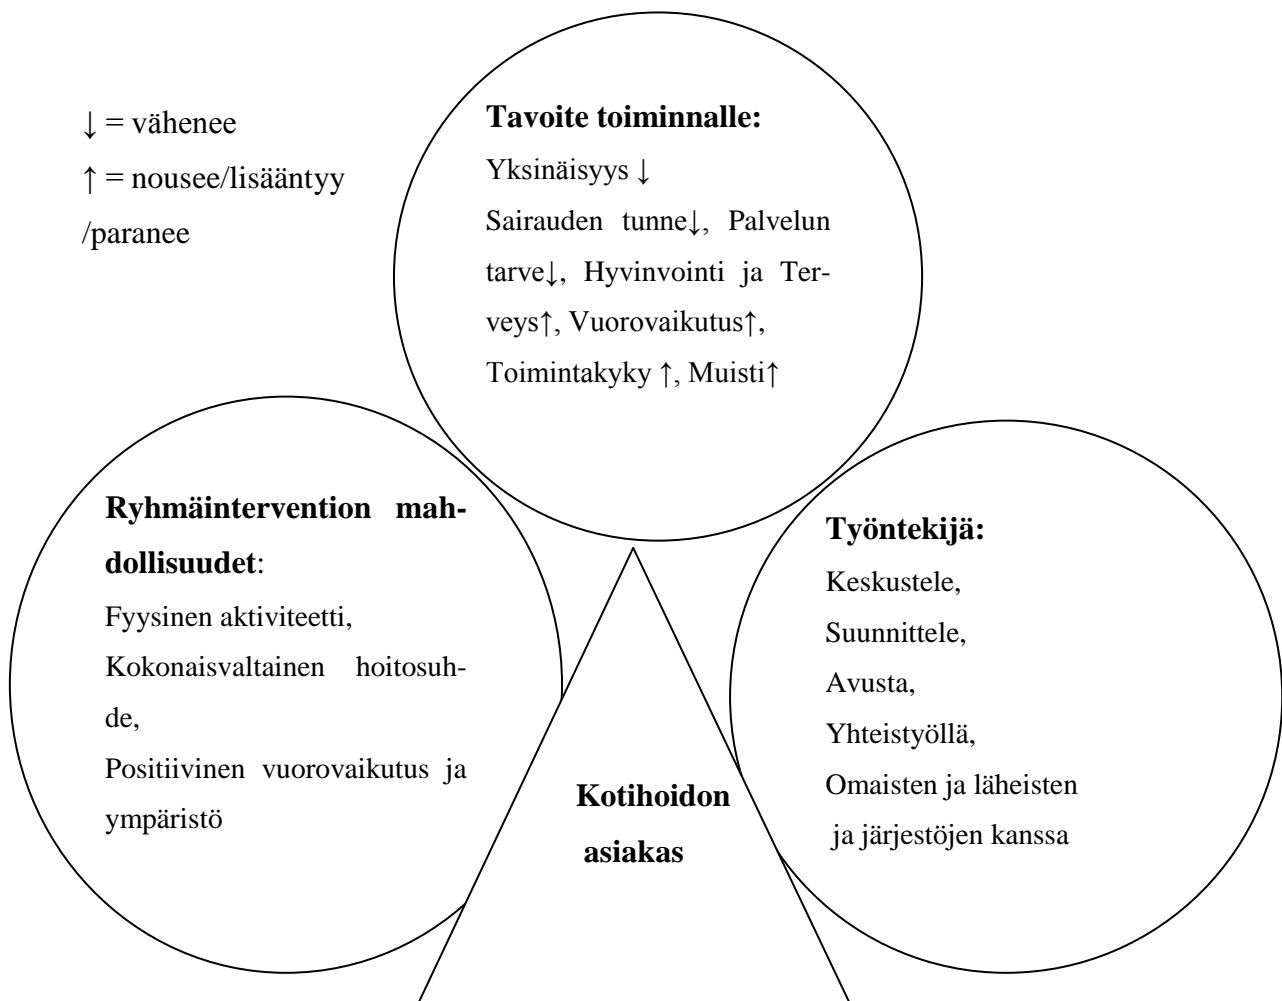 ↓ = vähenee
↑ = nousee/lisääntyy
/paranee
Tavoite toiminnalle:
Yksinäisyys ↓
Sairauden tunne↓, Palvelun
tarve↓, Hyvinvointi ja Ter-
veys↑, Vuorovaikutus↑,
Toimintakyky ↑, Muisti↑
Ryhmäintervention mah-
dollisuudet:
Fyysinen aktiviteetti,
Kokonaisvaltainen hoitosuh-
de,
Positiivinen vuorovaikutus ja
ympäristö
Työntekijä:
Keskustele,
Suunnittele,
Avusta,
Yhteistyöllä,
Omaisten ja läheisten
ja järjestöjen kanssa
Kotihoidon
asiakas